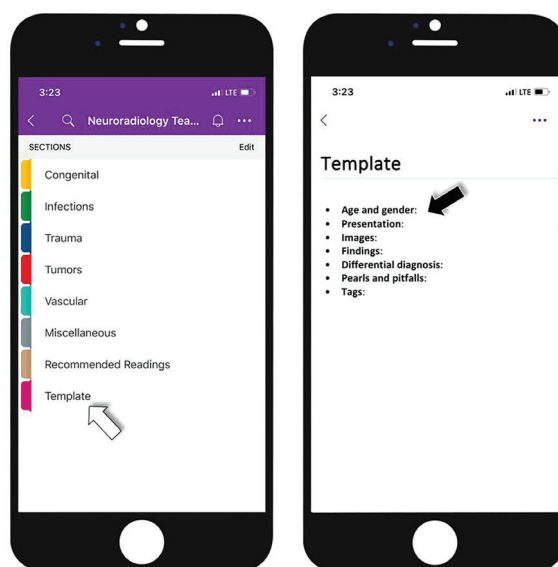 3:23
LTE
Neuroradiology Tea...
SECTIONS
Edit
Congenital
Infections
Trauma
Tumors
Vascular
Miscellaneous
Recommended Readings
Template
3:23
LTE
Template
• Age and gender:
• Presentation:
• Images:
• Findings:
• Differential diagnosis:
• Pearls and pitfalls:
• Tags: